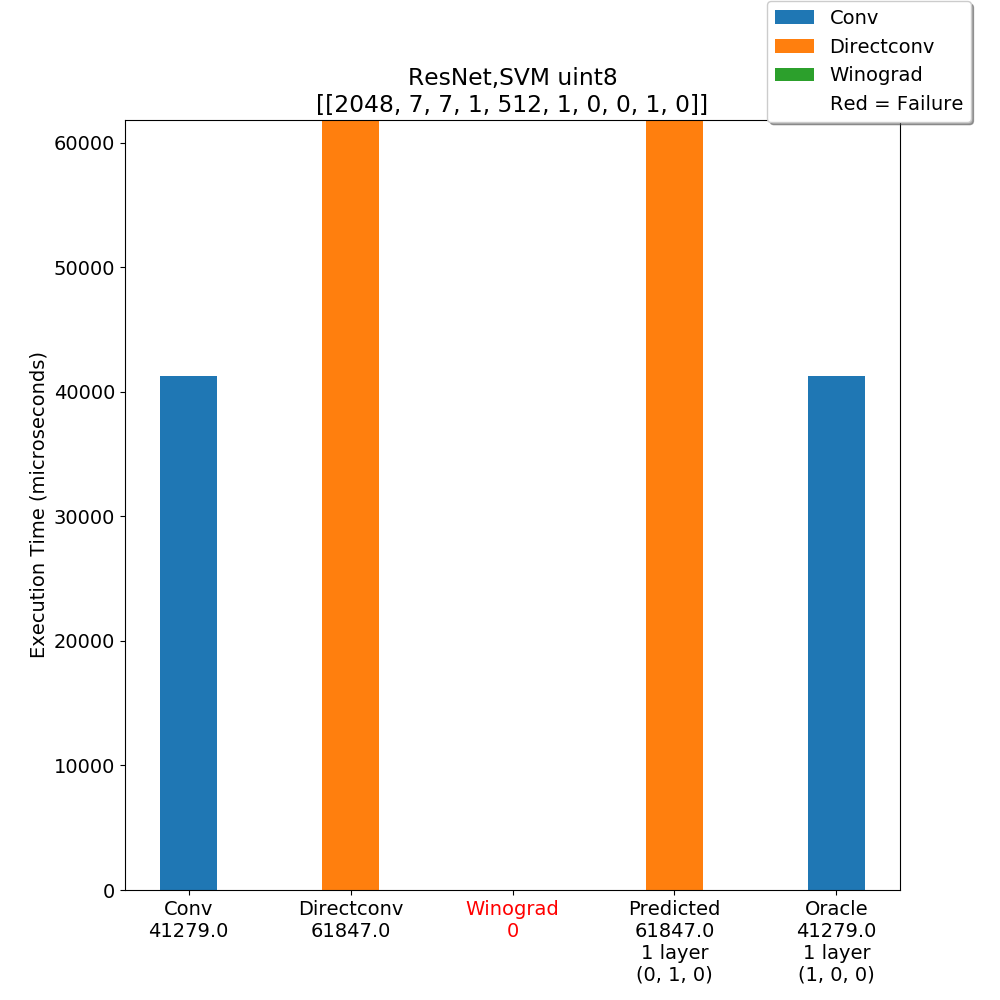 Conv
Directconv
Winograd
Red = Failure
ResNet,SVM uint8
[[2048, 7, 7, 1, 512, 1, 0, 0, 1, 0]]
Execution Time (microseconds)
60000
50000
40000
30000
20000
10000
0
Conv
41279.0
Directconv
61847.0
Winograd
0
Predicted
61847.0
1 layer
(0, 1, 0)
Oracle
41279.0
1 layer
(1, 0, 0)